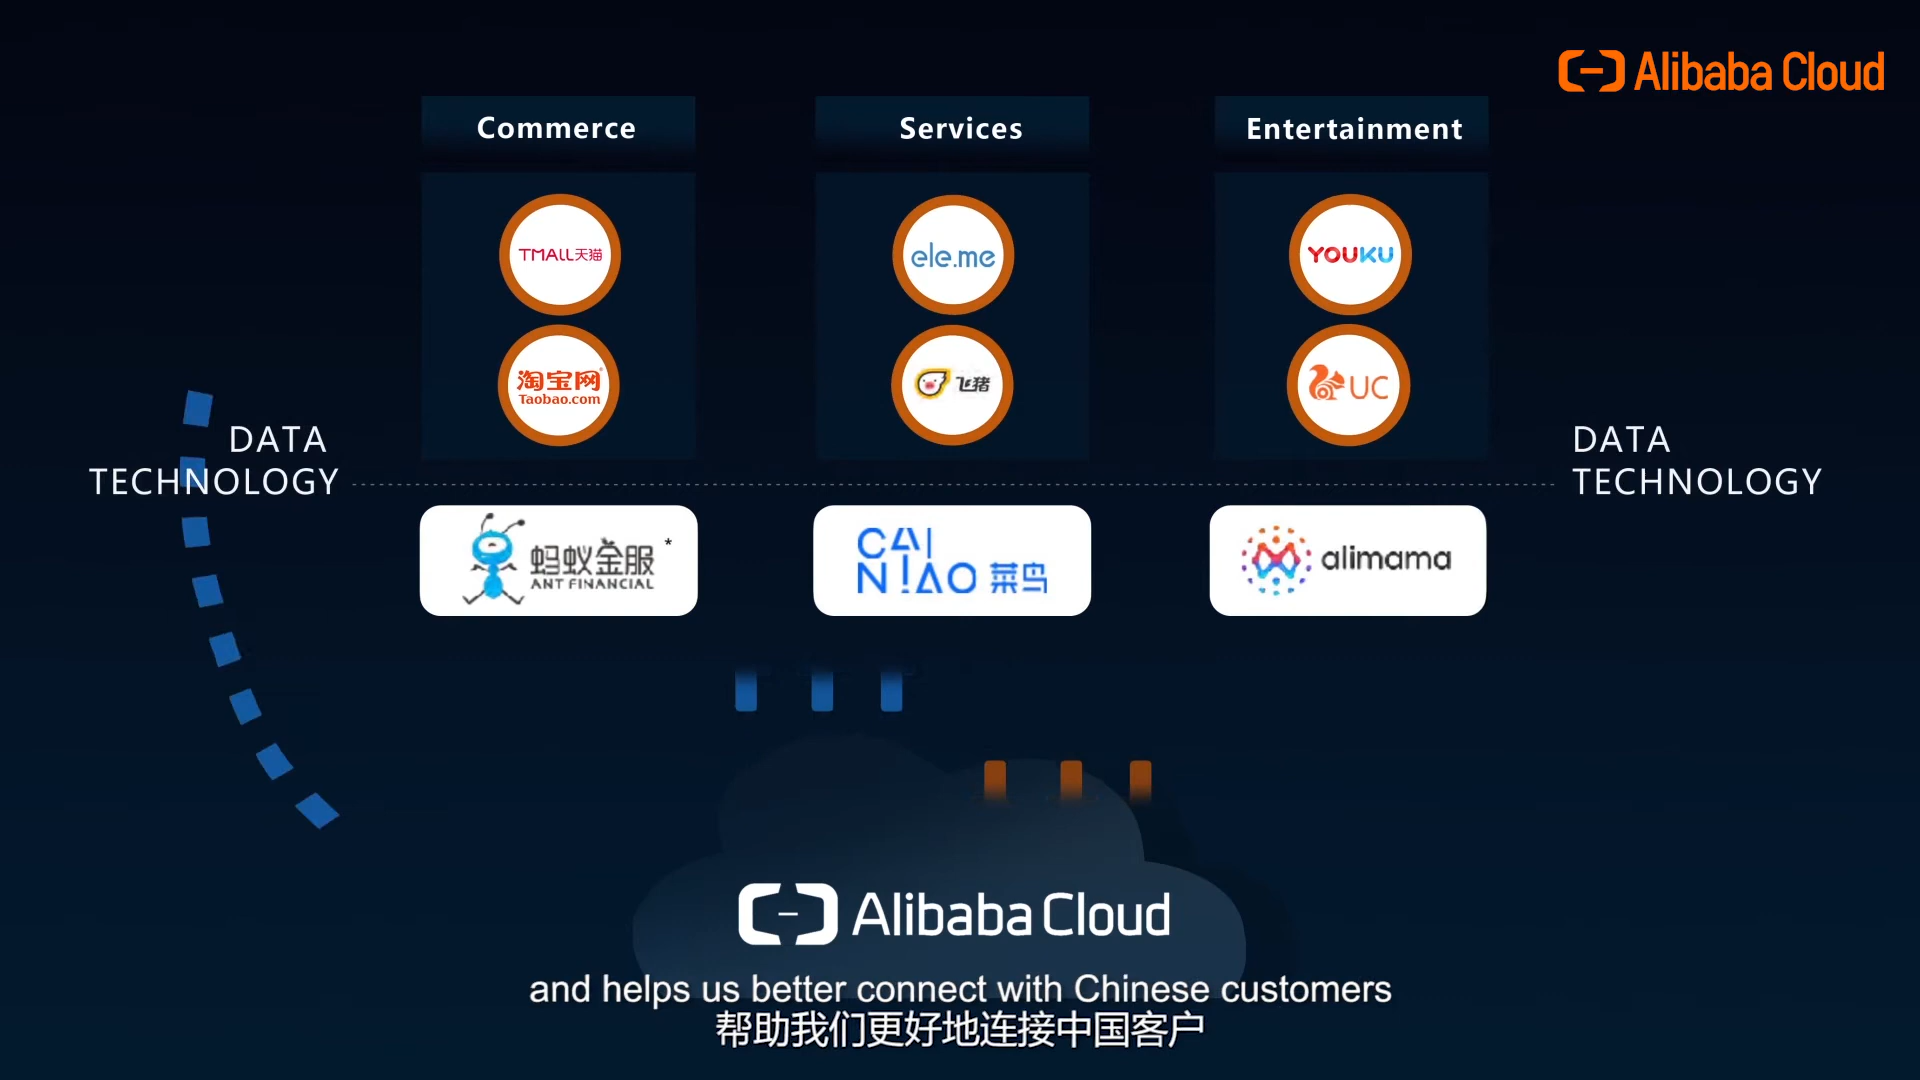 Alibaba Cloud
Commerce
Services
Entertainment
TMALL天猫
ele.me
YOUKU
淘宝网
Taobao.com
飞猪
UC
DATA
TECHNOLOGY
DATA
TECHNOLOGY
蚂蚁金服*
ANT FINANCIAL
CAI
NIAO 菜鸟
alimama
Alibaba Cloud
and helps us better connect with Chinese customers
帮助我们更好地连接中国客户